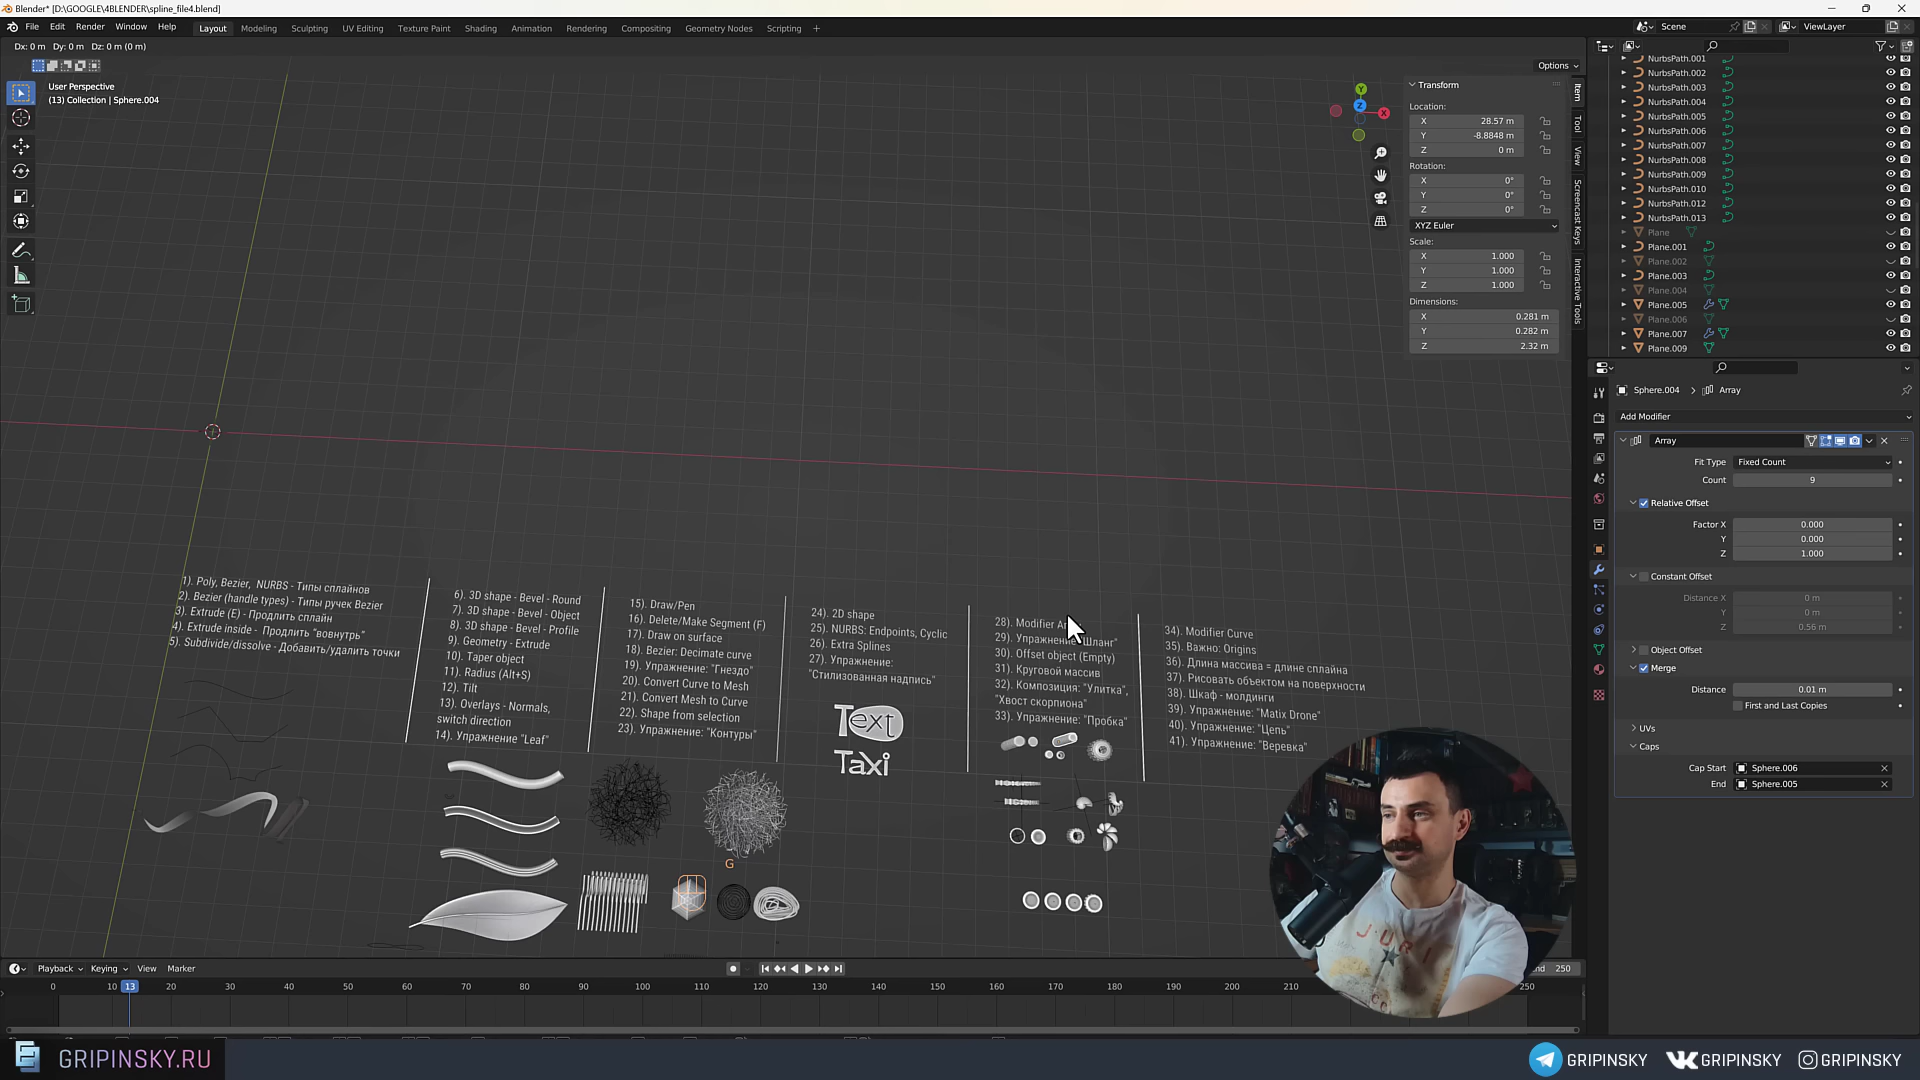 Blender* [D:\GOOGLE\4BLENDER\spline_file4.blend]
File Edit Render Window Help
Layout Modeling Sculpting UV Editing Texture Paint Shading Animation Rendering Compositing Geometry Nodes Scripting +
Scene
ViewLayer
Dx: 0 m Dy: 0 m Dz: 0 m (0 m)
Options
User Perspective
(13) Collection | Sphere.004
Transform
Location:
X 28.57 m
Y -8.8848 m
Z 0 m
Rotation:
X 0°
Y 0°
Z 0°
XYZ Euler
Scale:
X 1.000
Y 1.000
Z 1.000
Dimensions:
X 0.281 m
Y 0.282 m
Z 2.32 m
Item
Tool
View
Screencast Keys
Interactive Tools
Y
Z
X
NurbsPath.001
NurbsPath.002
NurbsPath.003
NurbsPath.004
NurbsPath.005
NurbsPath.006
NurbsPath.007
NurbsPath.008
NurbsPath.009
NurbsPath.010
NurbsPath.012
NurbsPath.013
Plane
Plane.001
Plane.002
Plane.003
Plane.004
Plane.005
Plane.006
Plane.007
Plane.009
Sphere.004 > Array
Add Modifier
Array
Fit Type Fixed Count
Count 9
Relative Offset
Factor X 0.000
Y 0.000
Z 1.000
Constant Offset
Distance X 0 m
Y 0 m
Z 0.56 m
Object Offset
Merge
Distance 0.01 m
First and Last Copies
UVs
Caps
Cap Start Sphere.006
End Sphere.005
1). Poly, Bezier, NURBS - Типы сплайнов
2). Bezier (handle types) - Типы ручек Bezier
3). Extrude (E) - Продлить сплайн
4). Extrude inside - Продлить "вовнутрь"
5). Subdivide/dissolve - Добавить/удалить точки
6). 3D shape - Bevel - Round
7). 3D shape - Bevel - Object
8). 3D shape - Bevel - Profile
9). Geometry - Extrude
10). Taper object
11). Radius (Alt+S)
12). Tilt
13). Overlays - Normals,
switch direction
14). Упражнение "Leaf"
15). Draw/Pen
16). Delete/Make Segment (F)
17). Draw on surface
18). Bezier: Decimate curve
19). Упражнение: "Гнездо"
20). Convert Curve to Mesh
21). Convert Mesh to Curve
22). Shape from selection
23). Упражнение: "Контуры"
24). 2D shape
25). NURBS: Endpoints, Cyclic
26). Extra Splines
27). Упражнение:
"Стилизованная надпись"
Text
Taxi
28). Modifier
29). Упражнение "Шланг"
30). Offset object (Empty)
31). Круговой массив
32). Композиция: "Улитка",
"Хвост скорпиона"
33). Упражнение: "Пробка"
34). Modifier Curve
35). Важно: Origins
36). Длина массива = длине сплайна
37). Рисовать объектом на поверхности
38). Шкаф - молдинги
39). Упражнение: "Matix Drone"
40). Упражнение: "Цепь"
41). Упражнение: "Веревка"
G
Playback Keying View Marker
250
0 10 13 20 30 40 50 60 70 80 90 100 110 120 130 140 150 160 170 180 190 200 210 250
GRIPINSKY.RU
GRIPINSKY GRIPINSKY GRIPINSKY